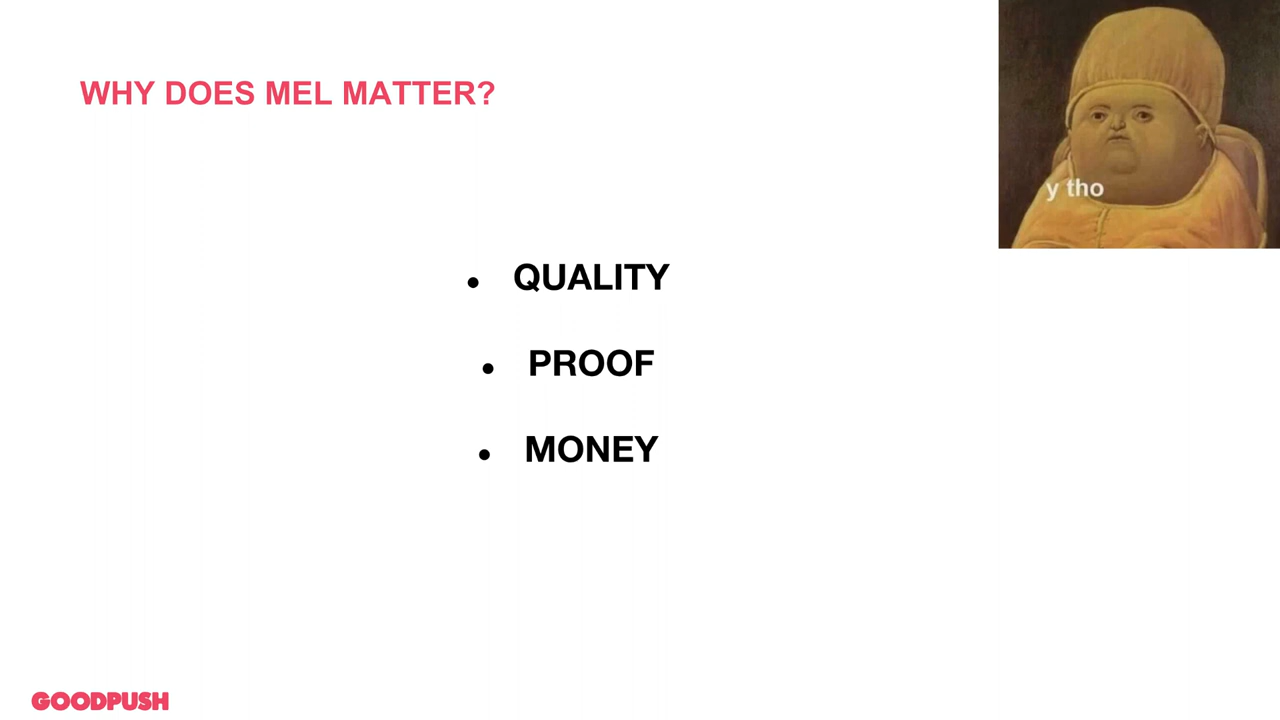 WHY DOES MEL MATTER?
y tho
• QUALITY
• PROOF
• MONEY
GOODPUSH